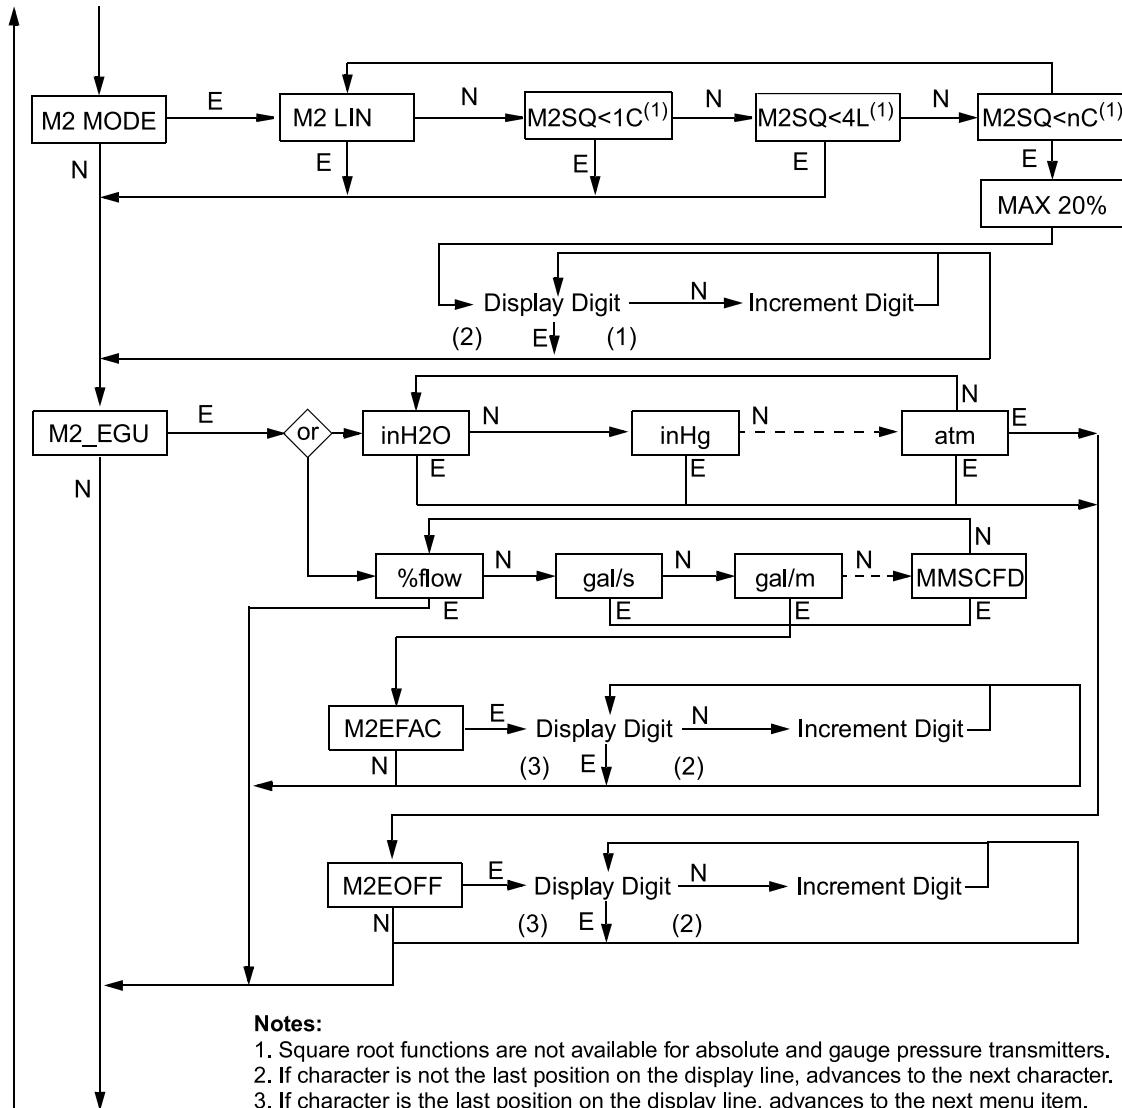 M2 MODE
E
M2 LIN
N
M2SQ<1C(1)
N
M2SQ<4L(1)
N
M2SQ<nC(1)
N
E
E
E
E
MAX 20%
Display Digit
N
Increment Digit
(2)
E
(1)
M2_EGU
E
or
inH2O
N
inHg
N
atm
N
E
N
E
E
E
%flow
N
gal/s
N
gal/m
N
MMSCFD
N
E
E
E
E
M2EFAC
E
Display Digit
N
Increment Digit
N
(3)
E
(2)
M2EOFF
E
Display Digit
N
Increment Digit
N
(3)
E
(2)
Notes:
1. Square root functions are not available for absolute and gauge pressure transmitters.
2. If character is not the last position on the display line, advances to the next character.
3. If character is the last position on the display line, advances to the next menu item.